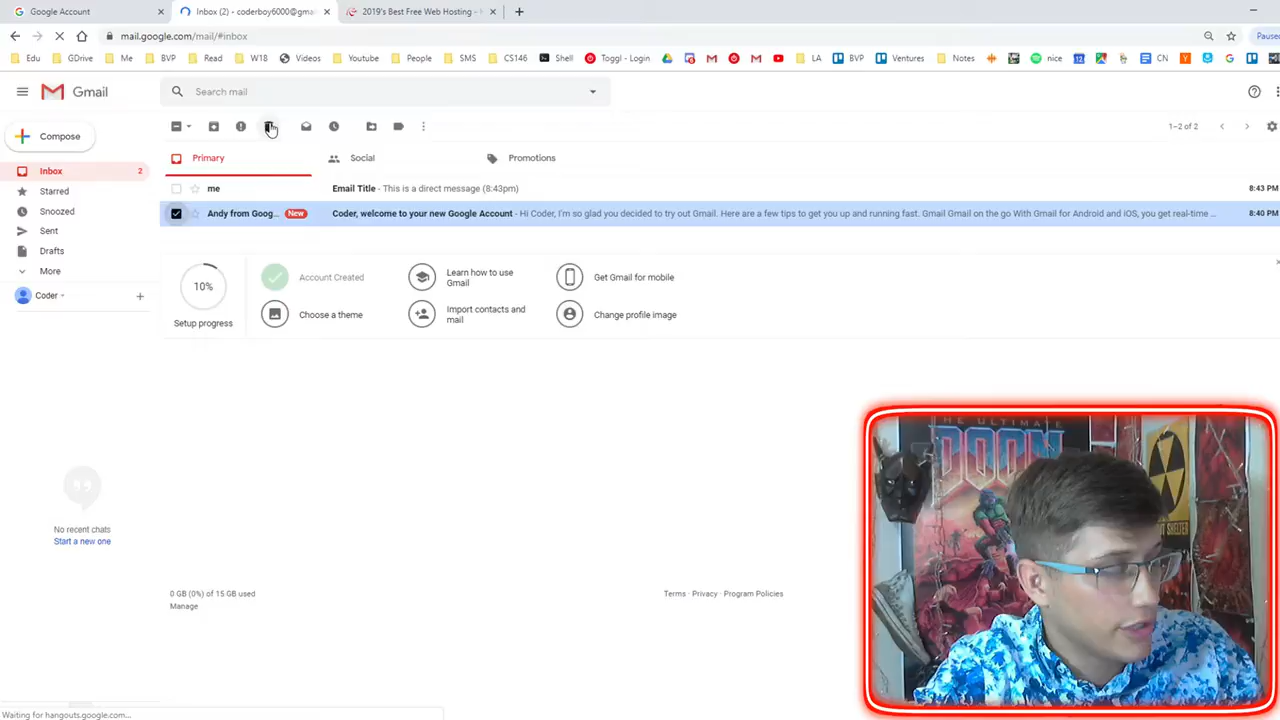 Google Account
Inbox (2) - coderboy6000@gma
2019's Best Free Web Hosting -
mail.google.com/mail/#inbox
Paused
Edu GDrive Me BVP Read W18 Videos Youtube People SMS CS146 Shell Toggl - Login LA BVP Ventures Notes nice 12 CN
Gmail
Search mail
Compose
1–2 of 2
Inbox 2
Primary
Social
Promotions
me Email Title - This is a direct message (8:43pm) 8:43 PM
Starred
Andy from Goog... New Coder, welcome to your new Google Account - Hi Coder, I'm so glad you decided to try out Gmail. Here are a few tips to get you up and running fast. Gmail Gmail on the go With Gmail for Android and iOS, you get real-time ... 8:40 PM
Snoozed
Sent
Drafts
More
Coder
10%
Setup progress
Account Created
Learn how to use
Gmail
Get Gmail for mobile
Choose a theme
Import contacts and
mail
Change profile image
No recent chats
Start a new one
0 GB (0%) of 15 GB used
Manage
Terms · Privacy · Program Policies
THE ULTIMATE
DOOM
SHELTER
Waiting for hangouts.google.com...